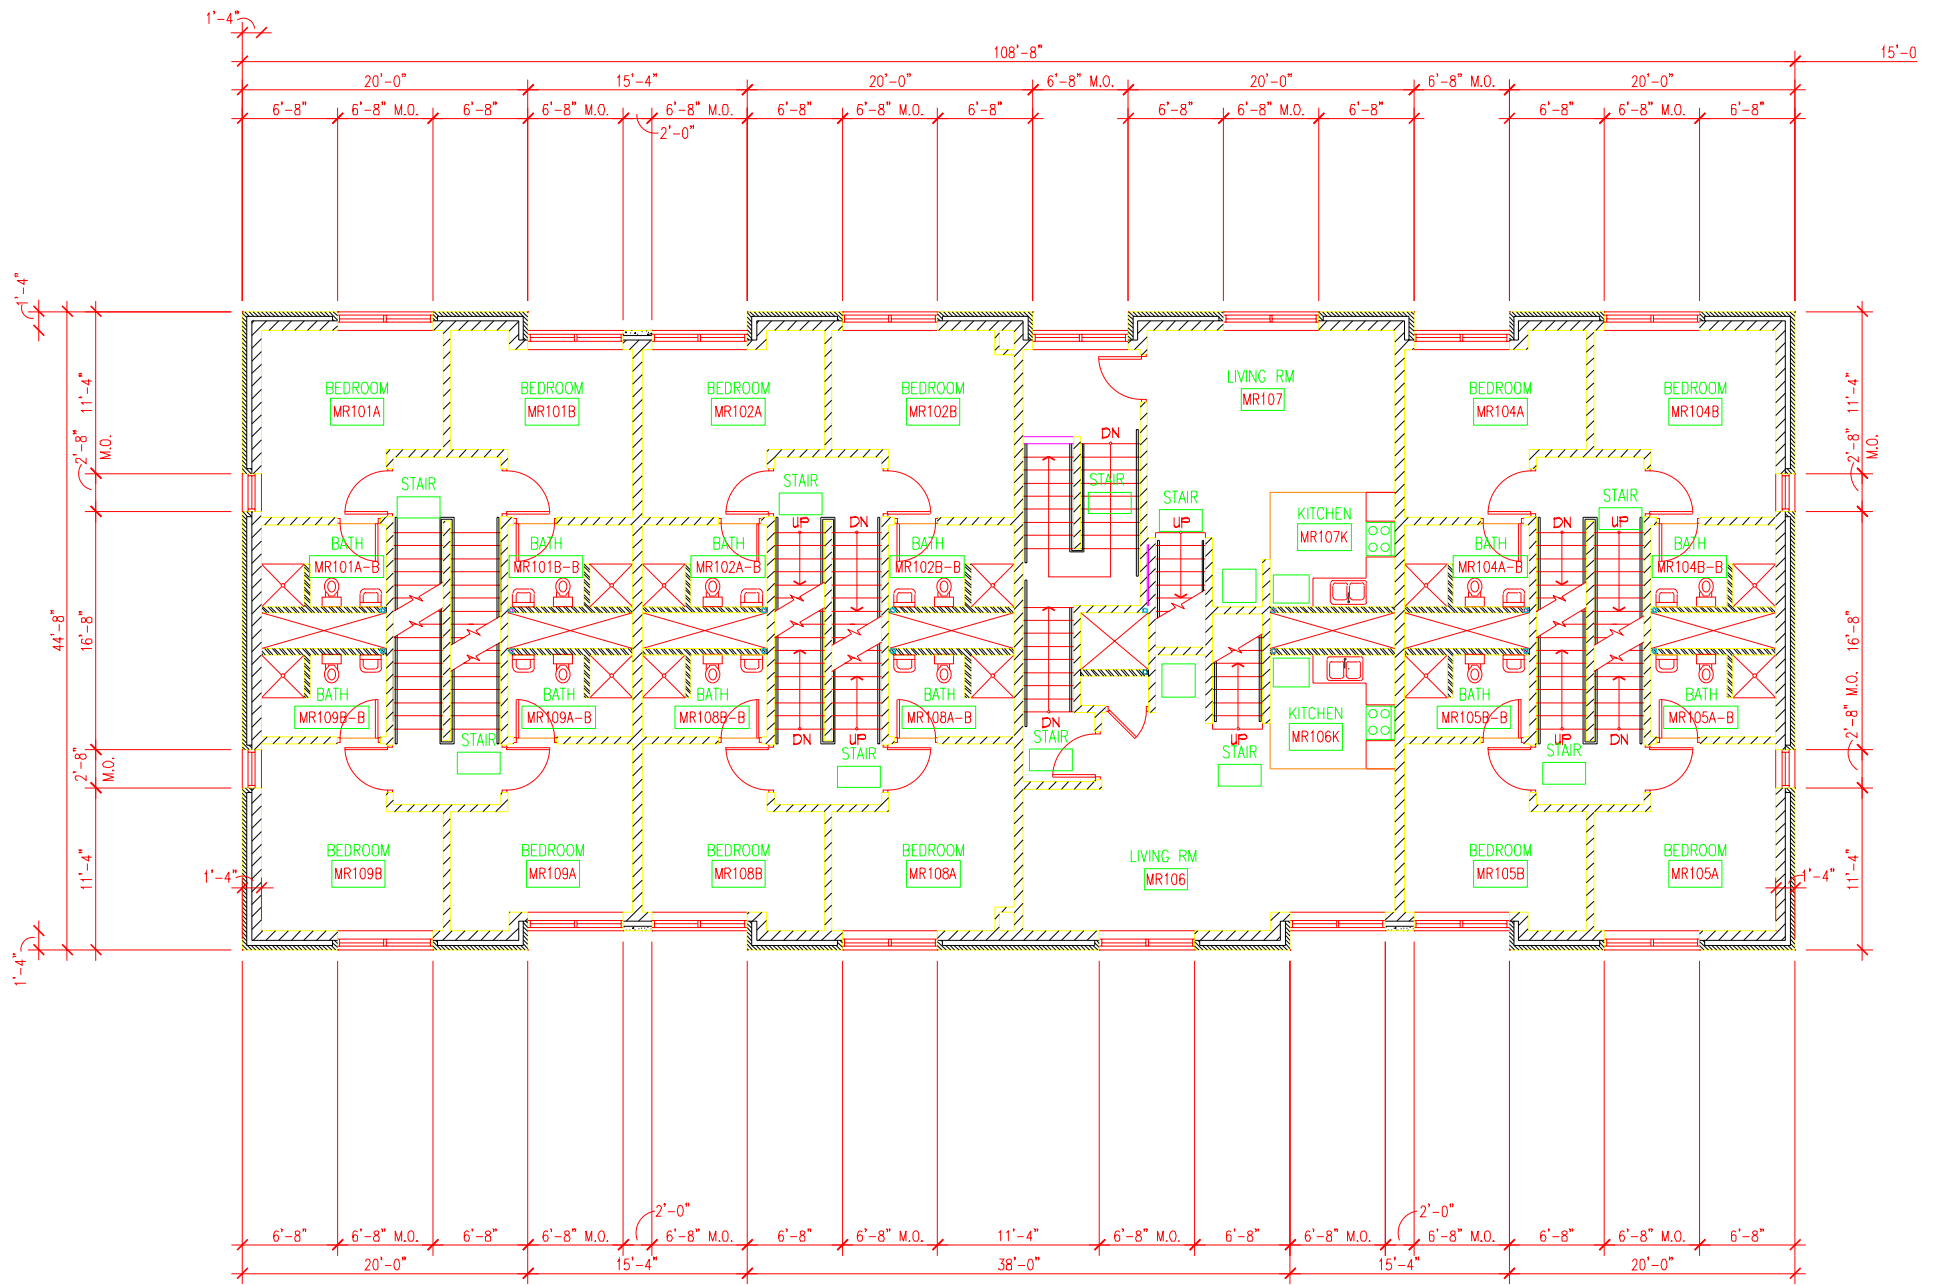 1'-4"
108'-8"
15'-0
20'-0"
15'-4"
20'-0"
6'-8" M.O.
20'-0"
6'-8" M.O.
20'-0"
6'-8"
6'-8" M.O.
6'-8"
6'-8" M.O.
6'-8" M.O.
6'-8"
6'-8" M.O.
6'-8"
6'-8"
6'-8" M.O.
6'-8"
6'-8"
6'-8" M.O.
6'-8"
2'-0"
1'-4"
44'-8"
11'-4"
2'-8"
M.O.
16'-8"
2'-8"
M.O.
11'-4"
1'-4"
BEDROOM
MR101A
BEDROOM
MR101B
BEDROOM
MR102A
BEDROOM
MR102B
LIVING RM
MR107
BEDROOM
MR104A
BEDROOM
MR104B
11'-4"
2'-8"
M.O.
16'-8"
2'-8" M.O.
11'-4"
DN
STAIR
STAIR
STAIR
STAIR
STAIR
UP
DN
UP
DN
UP
KITCHEN
MR107K
BATH
MR101A-B
BATH
MR101B-B
BATH
MR102A-B
BATH
MR102B-B
BATH
MR104A-B
BATH
MR104B-B
BATH
MR109B-B
BATH
MR109A-B
BATH
MR108B-B
BATH
MR108A-B
KITCHEN
MR106K
BATH
MR105B-B
BATH
MR105A-B
DN
STAIR
STAIR
DN
UP
STAIR
UP
STAIR
UP
DN
STAIR
BEDROOM
MR109B
BEDROOM
MR109A
BEDROOM
MR108B
BEDROOM
MR108A
LIVING RM
MR106
BEDROOM
MR105B
BEDROOM
MR105A
1'-4"
1'-4"
2'-0"
2'-0"
6'-8"
6'-8" M.O.
6'-8"
6'-8" M.O.
6'-8" M.O.
6'-8"
6'-8" M.O.
11'-4"
6'-8" M.O.
6'-8"
6'-8" M.O.
6'-8" M.O.
6'-8"
6'-8" M.O.
6'-8"
20'-0"
15'-4"
38'-0"
15'-4"
20'-0"